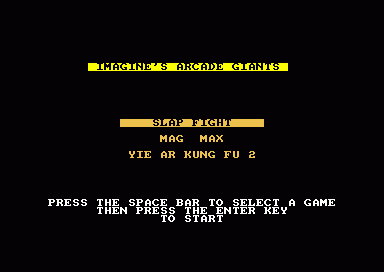 IMAGINE'S ARCADE GIANTS
SLAP FIGHT
MAG MAX
YIE AR KUNG FU 2
PRESS THE SPACE BAR TO SELECT A GAME
THEN PRESS THE ENTER KEY
TO START